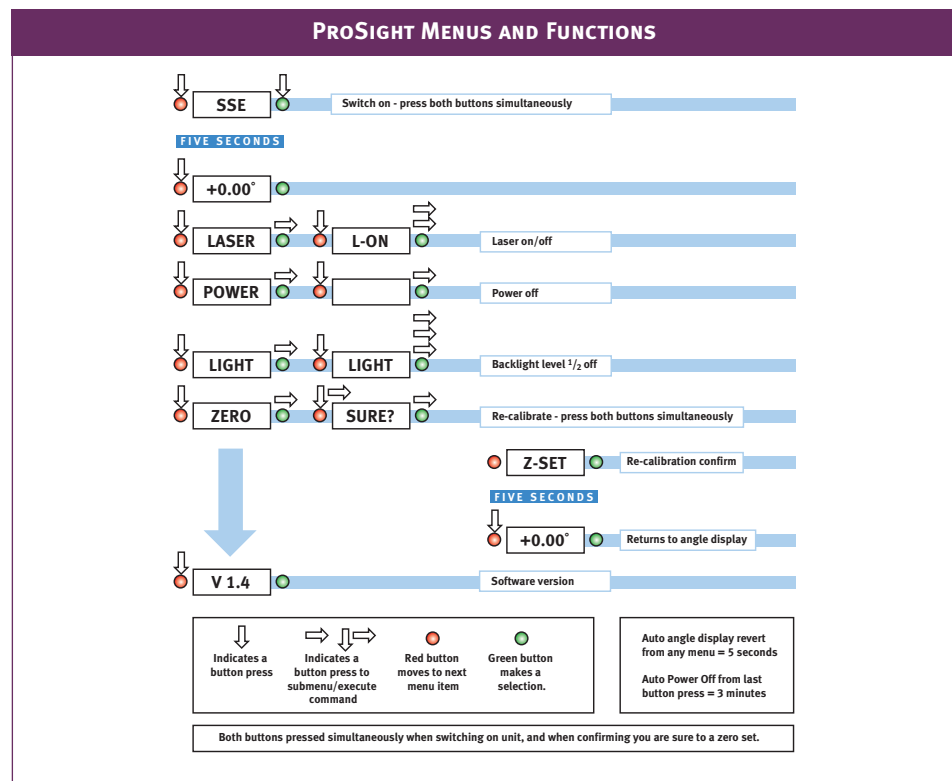 ProSight Menus and Functions
SSE
Switch on - press both buttons simultaneously
FIVE SECONDS
+0.00°
LASER
L-ON
Laser on/off
POWER
Power off
LIGHT
LIGHT
Backlight level 1/2 off
ZERO
SURE?
Re-calibrate - press both buttons simultaneously
Z-SET
Re-calibration confirm
FIVE SECONDS
+0.00°
Returns to angle display
V 1.4
Software version
Indicates a
button press
Indicates a
button press to
submenu/execute
command
Red button
moves to next
menu item
Green button
makes a
selection.
Auto angle display revert
from any menu = 5 seconds
Auto Power Off from last
button press = 3 minutes
Both buttons pressed simultaneously when switching on unit, and when confirming you are sure to a zero set.